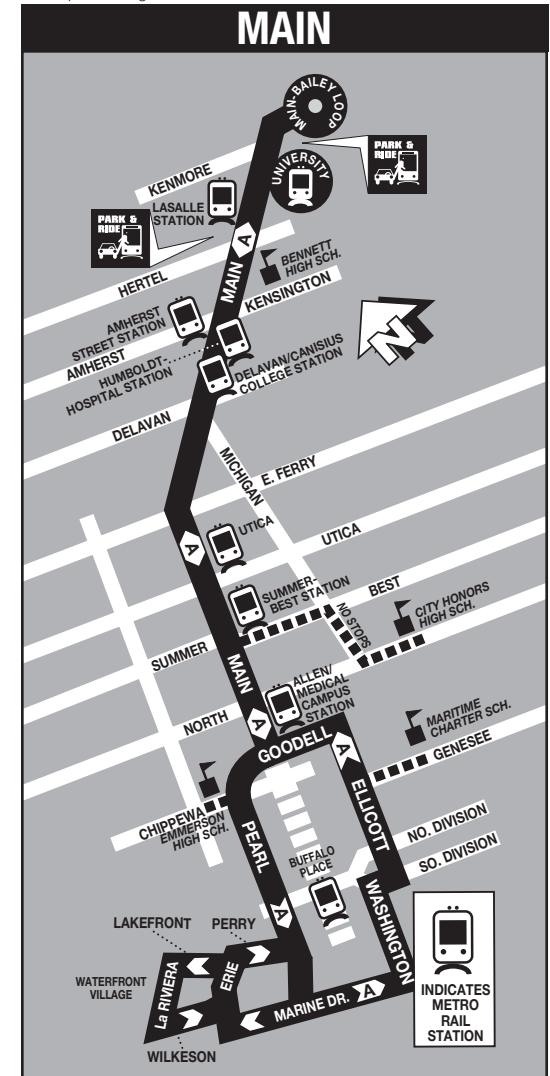 MAIN
MAIN-BAILEY LOOP
PARK &
RIDE
UNIVERSITY
KENMORE
LASALLE
STATION
PARK &
RIDE
A
MAIN
HERTEL
BENNETT
HIGH SCH.
KENSINGTON
N
AMHERST
STREET STATION
AMHERST
HUMBOLDT-
HOSPITAL STATION
DELAVAN/CANISIUS
COLLEGE STATION
DELAVAN
MICHIGAN
E. FERRY
A
UTICA
UTICA
SUMMER-
BEST STATION
BEST
NO STOPS
CITY HONORS
HIGH SCH.
SUMMER
MAIN
ALLEN/
MEDICAL
CAMPUS
STATION
NORTH
A
GOODELL
A
MARITIME
CHARTER SCH.
GENESEE
CHIPPEWA
EMMERSON
HIGH SCH.
PEARL
ELLICOTT
NO. DIVISION
SO. DIVISION
BUFFALO
PLACE
WASHINGTON
A
LAKEFRONT
PERRY
WATERFRONT
VILLAGE
La RIVIERA
ERIE
MARINE DR.
A
WILKESON
INDICATES
METRO
RAIL
STATION